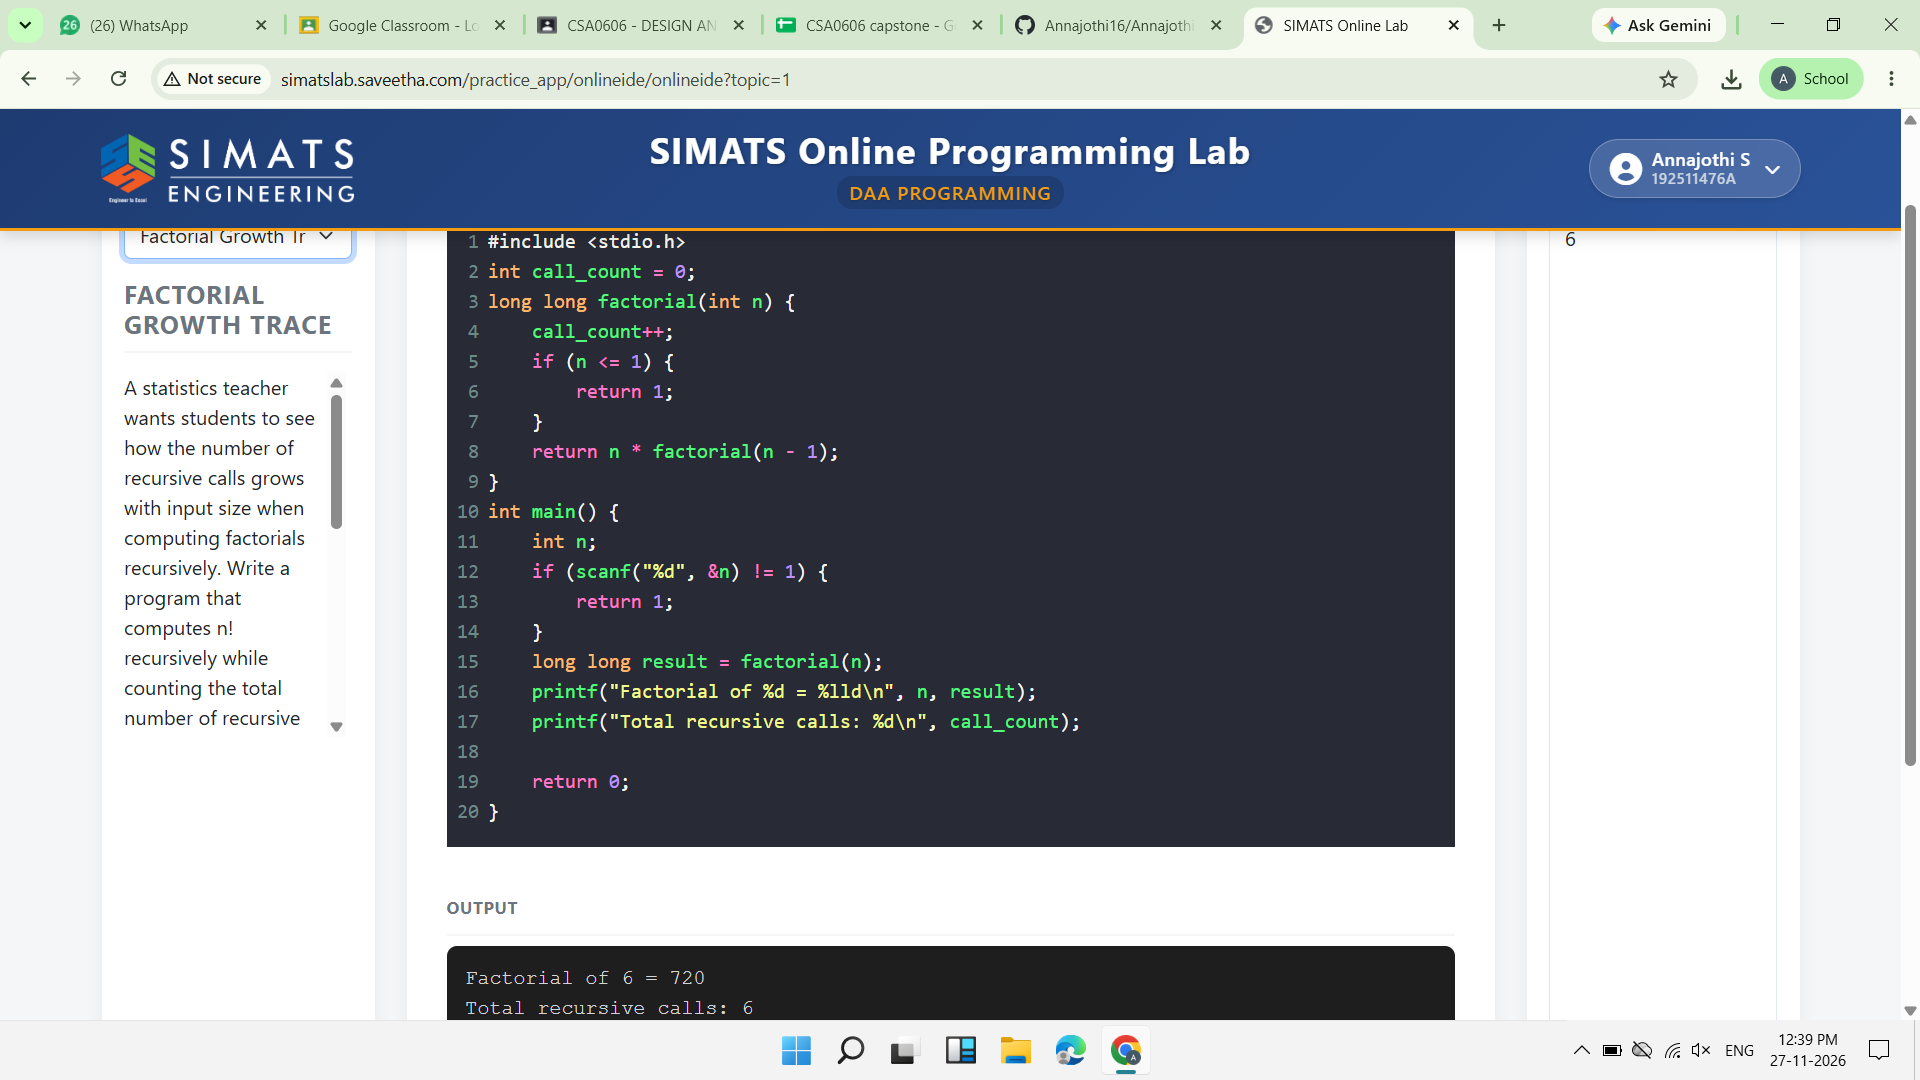 26
(26) WhatsApp
Google Classroom - Lo
CSA0606 - DESIGN AN
CSA0606 capstone - G
Annajothi16/Annajothi
SIMATS Online Lab
Ask Gemini
Not secure
simatslab.saveetha.com/practice_app/onlineide/onlineide?topic=1
A
School
SIMATS
ENGINEERING
Engineer to Excel
SIMATS Online Programming Lab
DAA PROGRAMMING
Annajothi S
192511476A
Factorial Growth Tr
FACTORIAL
GROWTH TRACE
A statistics teacher
wants students to see
how the number of
recursive calls grows
with input size when
computing factorials
recursively. Write a
program that
computes n!
recursively while
counting the total
number of recursive
1 #include <stdio.h>
2 int call_count = 0;
3 long long factorial(int n) {
4     call_count++;
5     if (n <= 1) {
6         return 1;
7     }
8     return n * factorial(n - 1);
9 }
10 int main() {
11     int n;
12     if (scanf("%d", &n) != 1) {
13         return 1;
14     }
15     long long result = factorial(n);
16     printf("Factorial of %d = %lld\n", n, result);
17     printf("Total recursive calls: %d\n", call_count);
18
19     return 0;
20 }
OUTPUT
Factorial of 6 = 720
Total recursive calls: 6
6
ENG
12:39 PM
27-11-2026